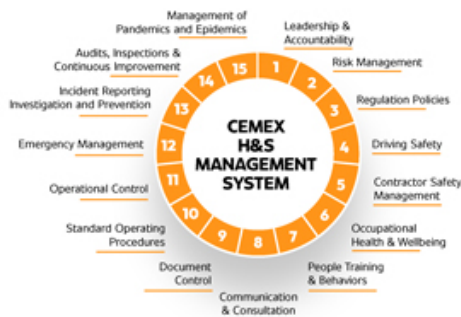 Management of
Pandemics and Epidemics
Leadership &
Accountability
Audits, Inspections &
Continuous Improvement
Risk Management
Incident Reporting
Investigation and Prevention
Regulation Policies
Emergency Management
Driving Safety
Operational Control
Contractor Safety
Management
Standard Operating
Procedures
Occupational
Health & Wellbeing
Document
Control
People Training
& Behaviors
Communication
& Consultation
1
2
3
4
5
6
7
8
9
10
11
12
13
14
15
CEMEX
H&S
MANAGEMENT
SYSTEM